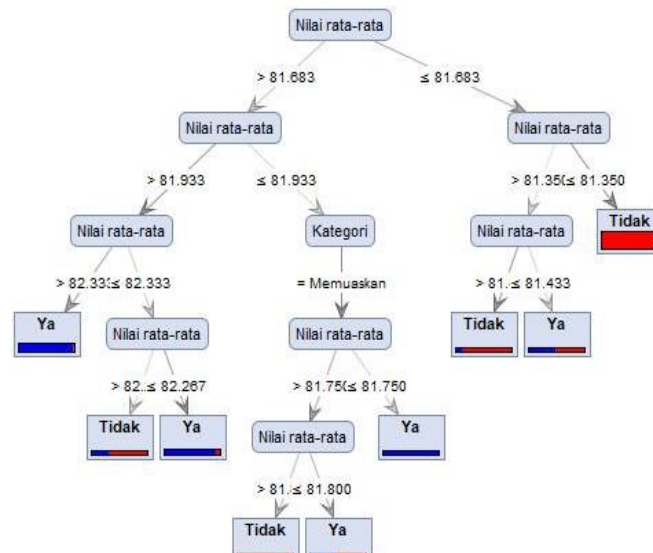 Nilai rata-rata
> 81.683
≤ 81.683
Nilai rata-rata
Nilai rata-rata
> 81.933
≤ 81.933
> 81.350
≤ 81.350
Nilai rata-rata
Kategori
Nilai rata-rata
Tidak
> 82.333
≤ 82.333
= Memuaskan
> 81.
≤ 81.433
Ya
Nilai rata-rata
Nilai rata-rata
Tidak
Ya
> 82.
≤ 82.267
> 81.750
≤ 81.750
Tidak
Ya
Nilai rata-rata
Ya
> 81.
≤ 81.800
Tidak
Ya